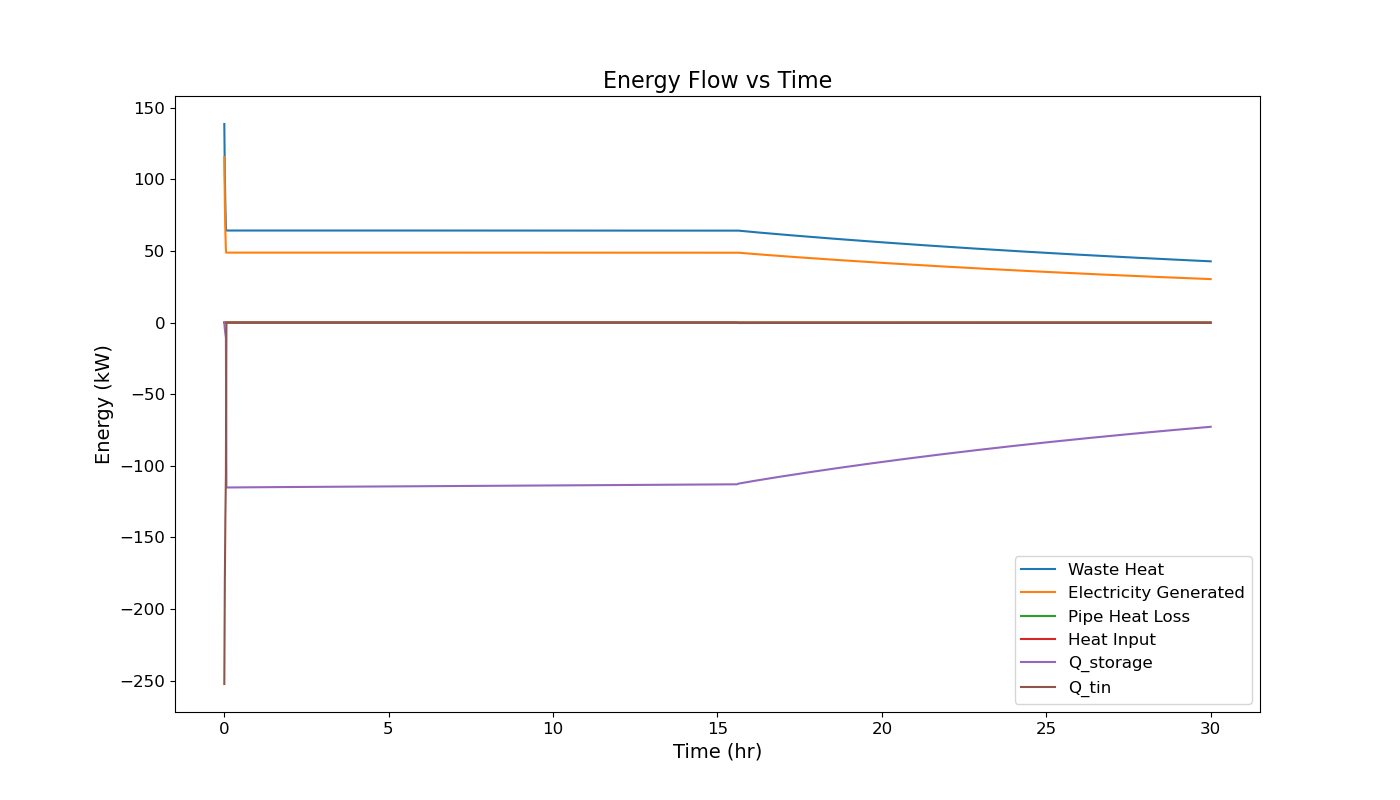 Energy Flow vs Time
150
100
50
0
−50
−100
−150
−200
−250
Energy (kW)
0 5 10 15 20 25 30
Time (hr)
Waste Heat
Electricity Generated
Pipe Heat Loss
Heat Input
Q_storage
Q_tin